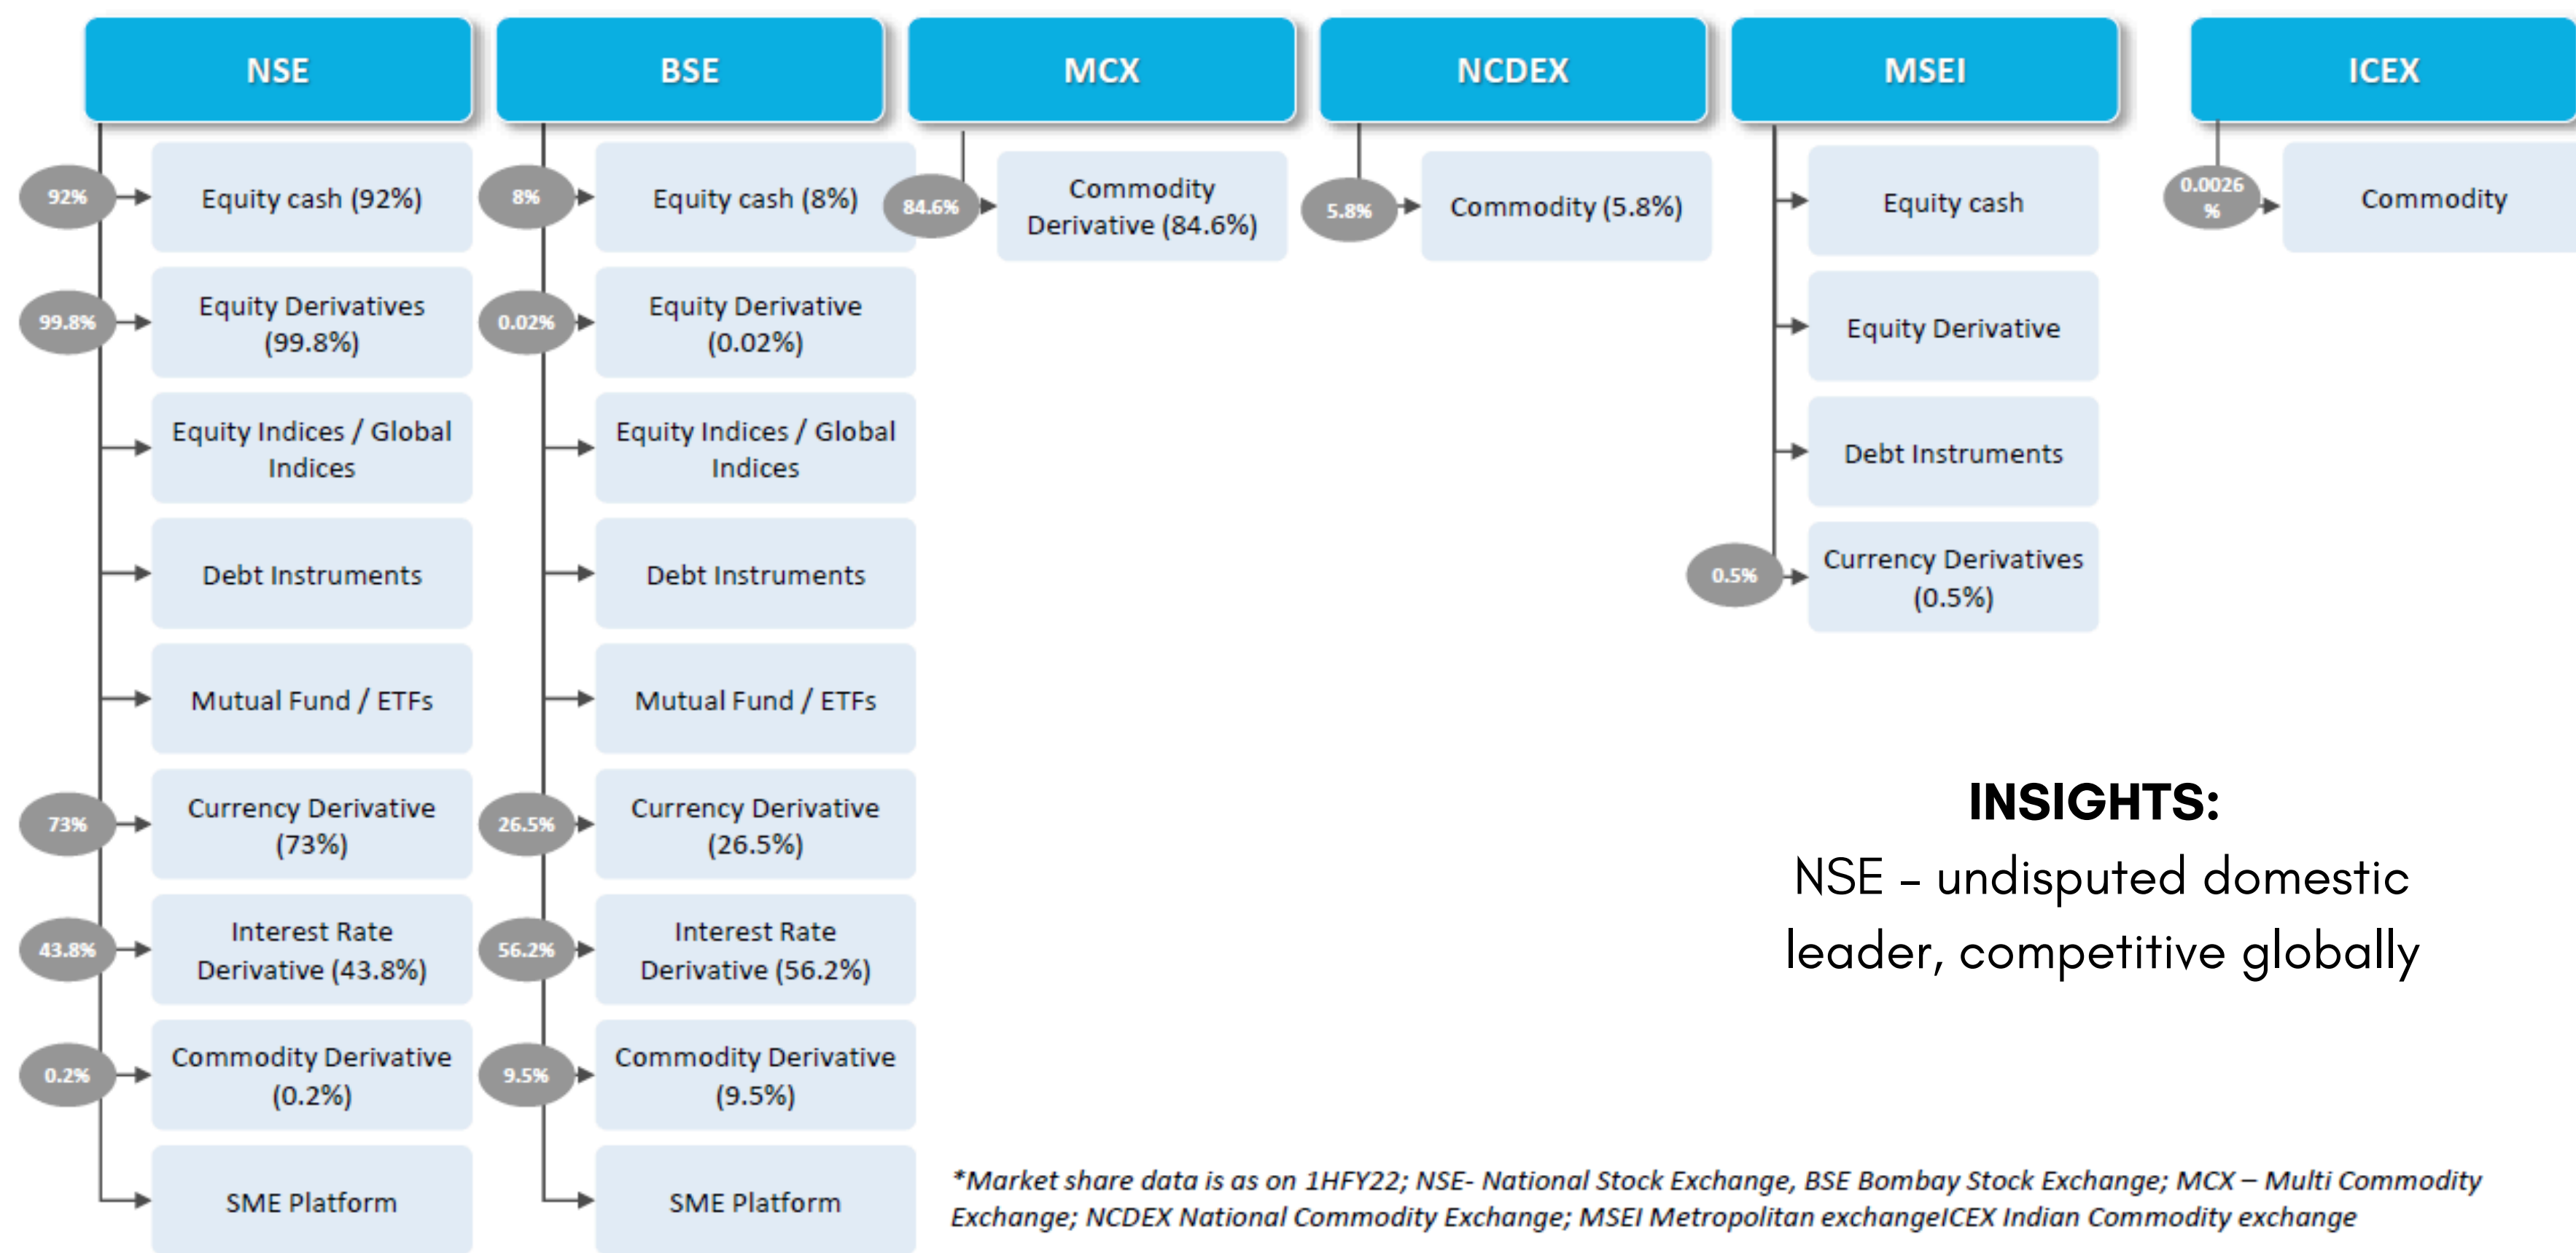 NSE
92%
Equity cash (92%)
99.8%
Equity Derivatives
(99.8%)
Equity Indices / Global
Indices
Debt Instruments
Mutual Fund / ETFs
73%
Currency Derivative
(73%)
43.8%
Interest Rate
Derivative (43.8%)
0.2%
Commodity Derivative
(0.2%)
SME Platform
BSE
8%
Equity cash (8%)
0.02%
Equity Derivative
(0.02%)
Equity Indices / Global
Indices
Debt Instruments
Mutual Fund / ETFs
26.5%
Currency Derivative
(26.5%)
56.2%
Interest Rate
Derivative (56.2%)
9.5%
Commodity Derivative
(9.5%)
SME Platform
MCX
84.6%
Commodity
Derivative (84.6%)
NCDEX
5.8%
Commodity (5.8%)
MSEI
Equity cash
Equity Derivative
Debt Instruments
0.5%
Currency Derivatives
(0.5%)
ICEX
0.0026
%
Commodity
INSIGHTS:
NSE – undisputed domestic
leader, competitive globally
*Market share data is as on 1HFY22; NSE- National Stock Exchange, BSE Bombay Stock Exchange; MCX – Multi Commodity
Exchange; NCDEX National Commodity Exchange; MSEI Metropolitan exchangeICEX Indian Commodity exchange